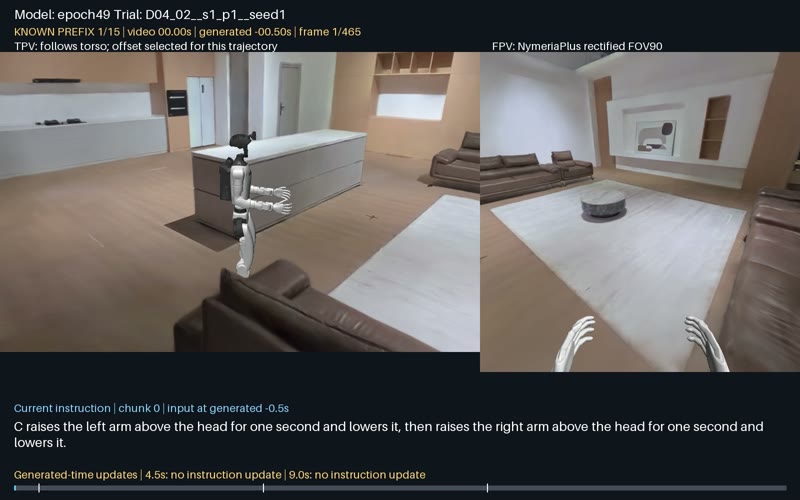 Model: epoch49 Trial: D04_02__s1_p1__seed1
KNOWN PREFIX 1/15 | video 00.00s | generated -00.50s | frame 1/465
TPV: follows torso; offset selected for this trajectory
FPV: NymeriaPlus rectified FOV90
Current instruction | chunk 0 | input at generated -0.5s
C raises the left arm above the head for one second and lowers it, then raises the right arm above the head for one second and
lowers it.
Generated-time updates | 4.5s: no instruction update | 9.0s: no instruction update